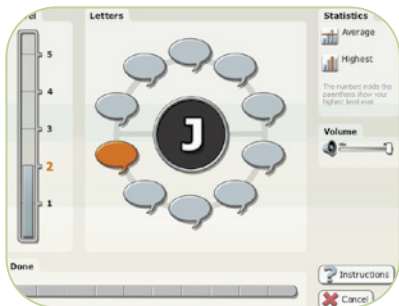 Letters
Statistics
Average
Highest
The numbers inside the
parenthesis show your
highest level ever
Volume
5
4
3
2
1
J
Done
Instructions
Cancel